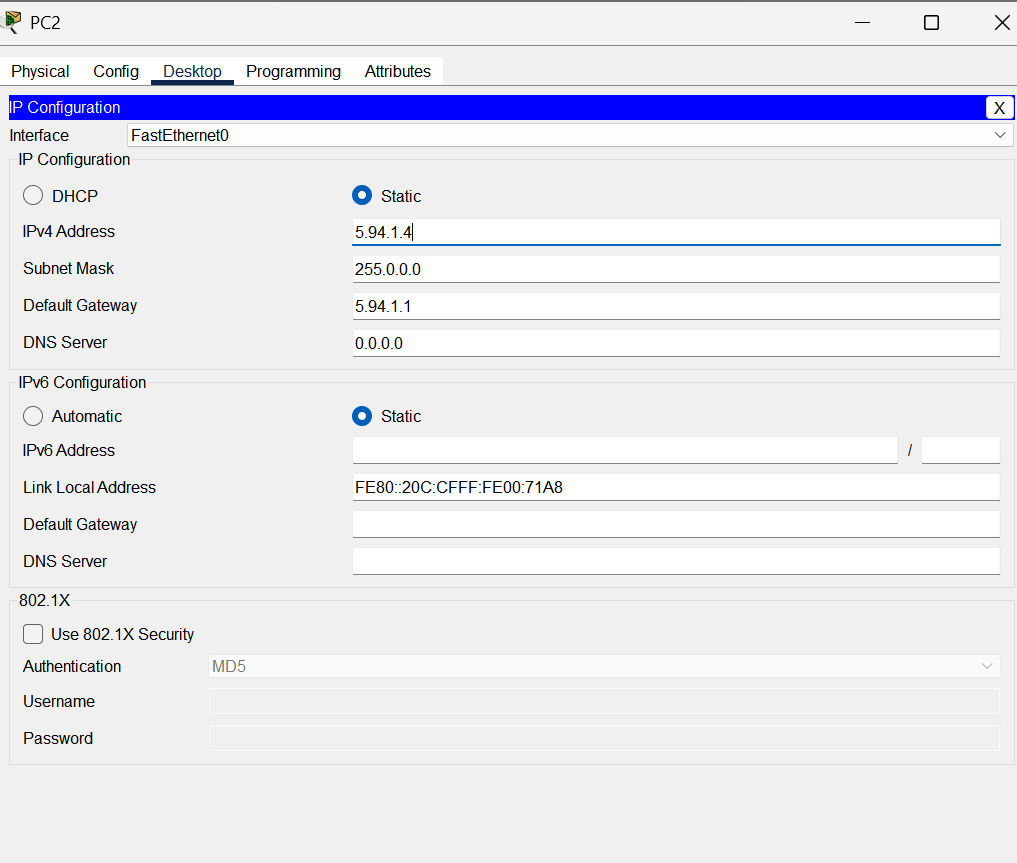 PC2
Physical Config Desktop Programming Attributes
IP Configuration X
Interface FastEthernet0
IP Configuration
DHCP Static
IPv4 Address 5.94.1.4
Subnet Mask 255.0.0.0
Default Gateway 5.94.1.1
DNS Server 0.0.0.0
IPv6 Configuration
Automatic Static
IPv6 Address /
Link Local Address FE80::20C:CFFF:FE00:71A8
Default Gateway
DNS Server
802.1X
Use 802.1X Security
Authentication MD5
Username
Password